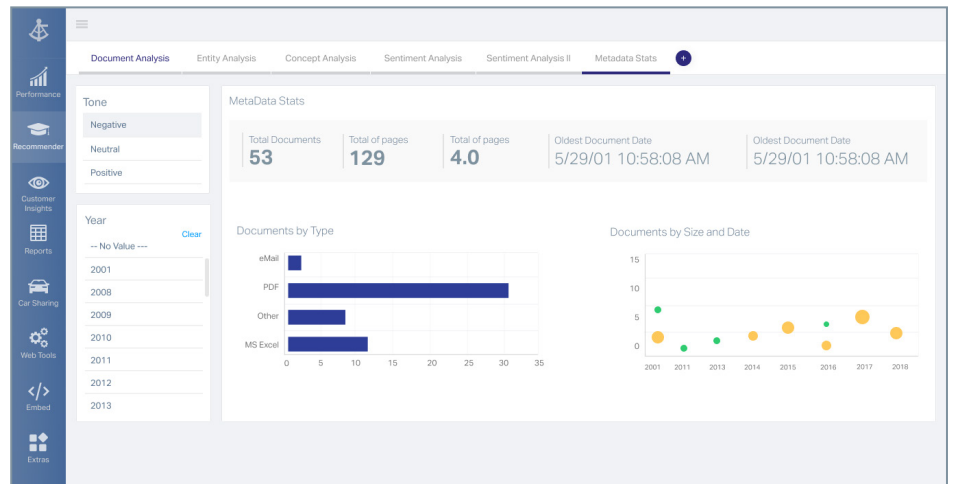 Document Analysis
Entity Analysis
Concept Analysis
Sentiment Analysis
Sentiment Analysis II
Metadata Stats
+
Performance
Recommender
Customer
Insights
Reports
Car Sharing
Web Tools
</>
Embed
Extras
Tone
Negative
Neutral
Positive
Year
Clear
-- No Value ---
2001
2008
2009
2010
2011
2012
2013
MetaData Stats
Total Documents
53
Total of pages
129
Total of pages
4.0
Oldest Document Date
5/29/01 10:58:08 AM
Oldest Document Date
5/29/01 10:58:08 AM
Documents by Type
eMail
PDF
Other
MS Excel
0 5 10 15 20 25 30 35
Documents by Size and Date
15
10
5
0
2001 2011 2013 2014 2015 2016 2017 2018